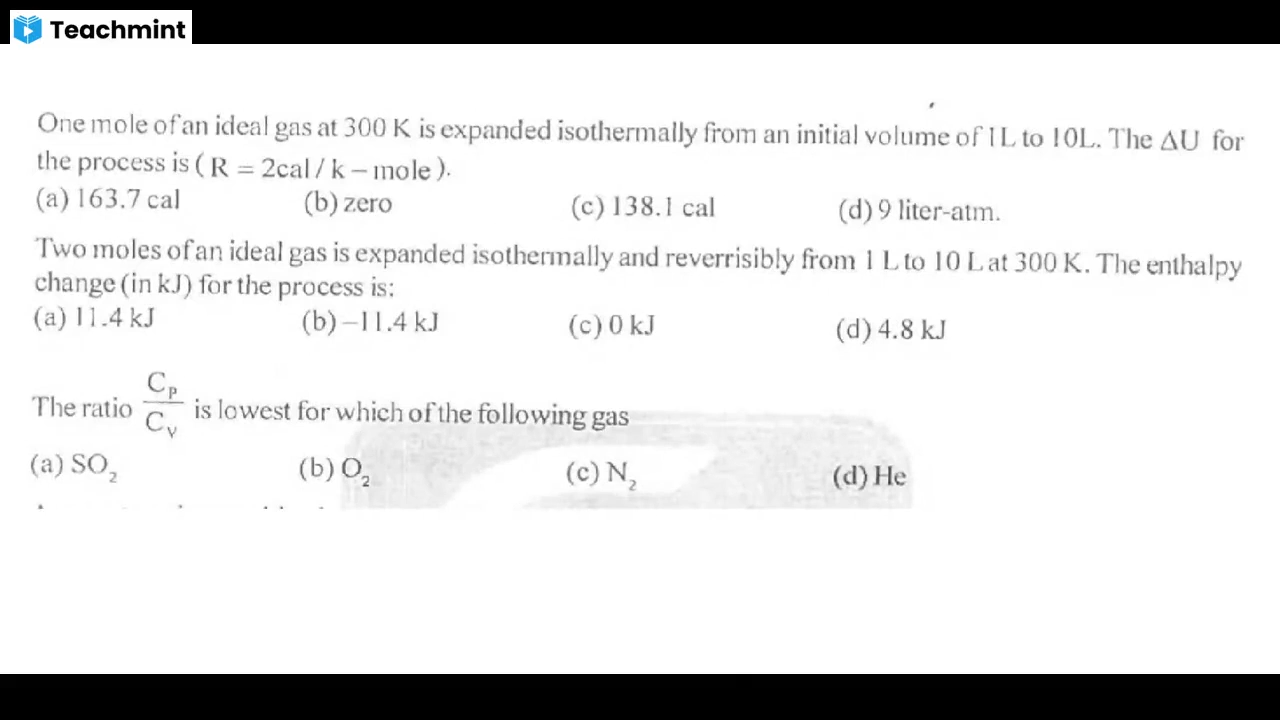 Teachmint
One mole of an ideal gas at 300 K is expanded isothermally from an initial volume of 1L to 10L. The ΔU for
the process is ( R = 2cal / k – mole ).
(a) 163.7 cal (b) zero (c) 138.1 cal (d) 9 liter-atm.
Two moles of an ideal gas is expanded isothermally and reverrisibly from 1 L to 10 L at 300 K. The enthalpy
change (in kJ) for the process is:
(a) 11.4 kJ (b) –11.4 kJ (c) 0 kJ (d) 4.8 kJ
The ratio C_P/C_V is lowest for which of the following gas
(a) SO₂ (b) O₂ (c) N₂ (d) He